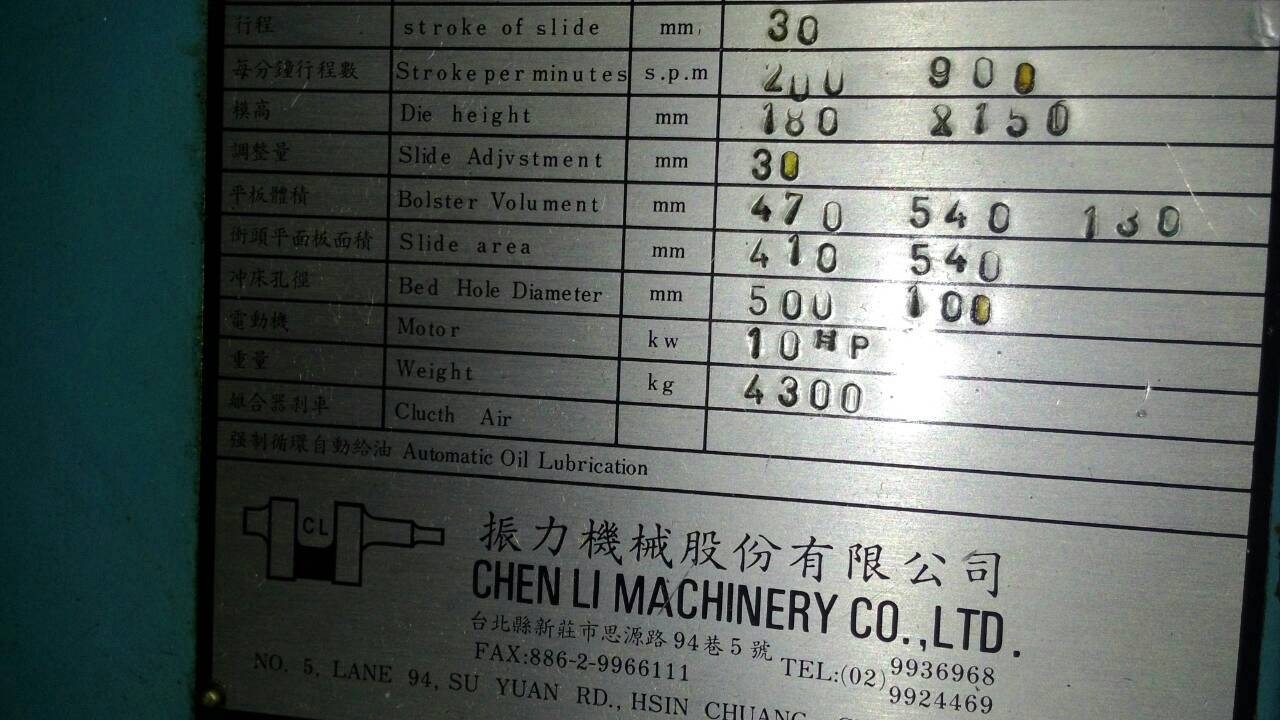 行程 stroke of slide mm 30
每分鐘行程數 Stroke per minutes s.p.m 200 900
模高 Die height mm 180
調整量 Slide Adjvstment mm 30
平板體積 Bolster Volument mm 470 540 130
衝頭平面板面積 Slide area mm 410 540
冲床孔徑 Bed Hole Diameter mm 500 100
電動機 Motor kw 10HP
重量 Weight kg 4300
離合器剎車 Clucth Air
强制循環自動給油 Automatic Oil Lubrication
CL
振力機械股份有限公司
CHEN LI MACHINERY CO.,LTD.
台北縣新莊市思源路94巷5號
FAX:886-2-9966111 TEL:(02) 9936968
9924469
NO. 5, LANE 94, SU YUAN RD., HSIN CHUANG,